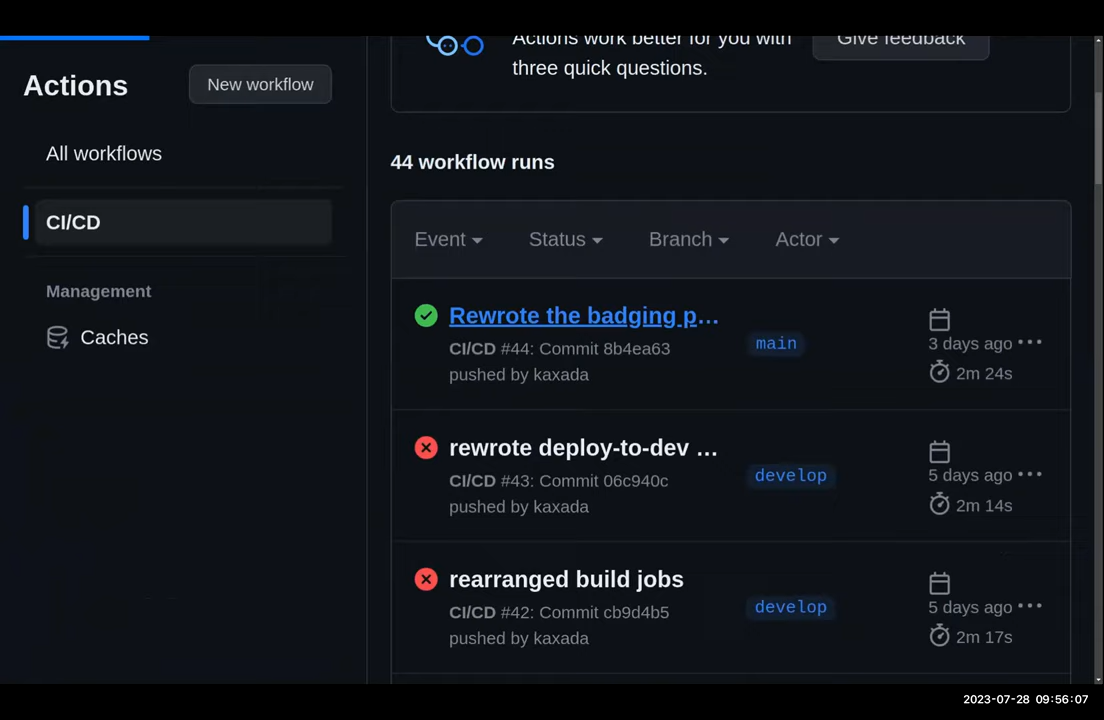 Actions work better for you with
three quick questions.
Give feedback
Actions
New workflow
All workflows
CI/CD
Management
Caches
44 workflow runs
Event
Status
Branch
Actor
Rewrote the badging p…
CI/CD #44: Commit 8b4ea63
pushed by kaxada
main
3 days ago
2m 24s
rewrote deploy-to-dev …
CI/CD #43: Commit 06c940c
pushed by kaxada
develop
5 days ago
2m 14s
rearranged build jobs
CI/CD #42: Commit cb9d4b5
pushed by kaxada
develop
5 days ago
2m 17s
2023-07-28 09:56:07